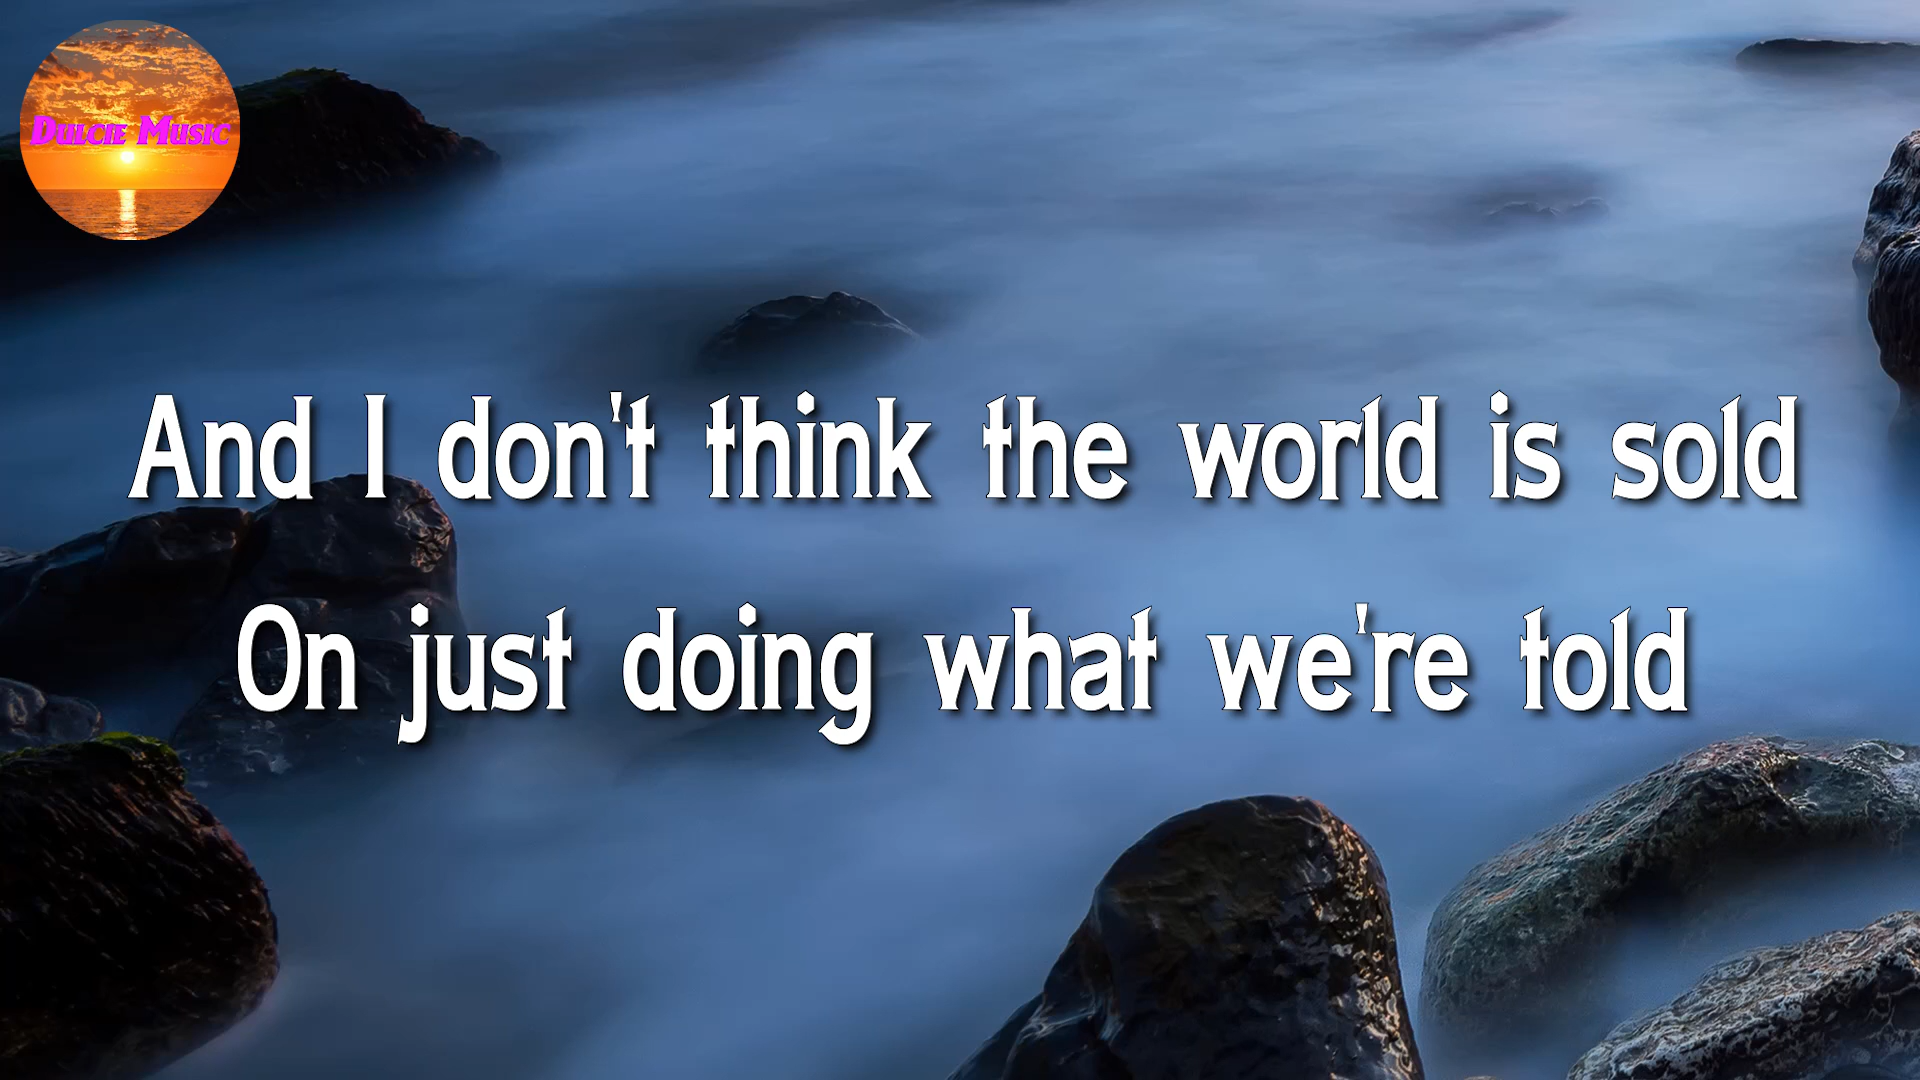 Dulcie Music
And I don't think the world is sold
On just doing what we're told